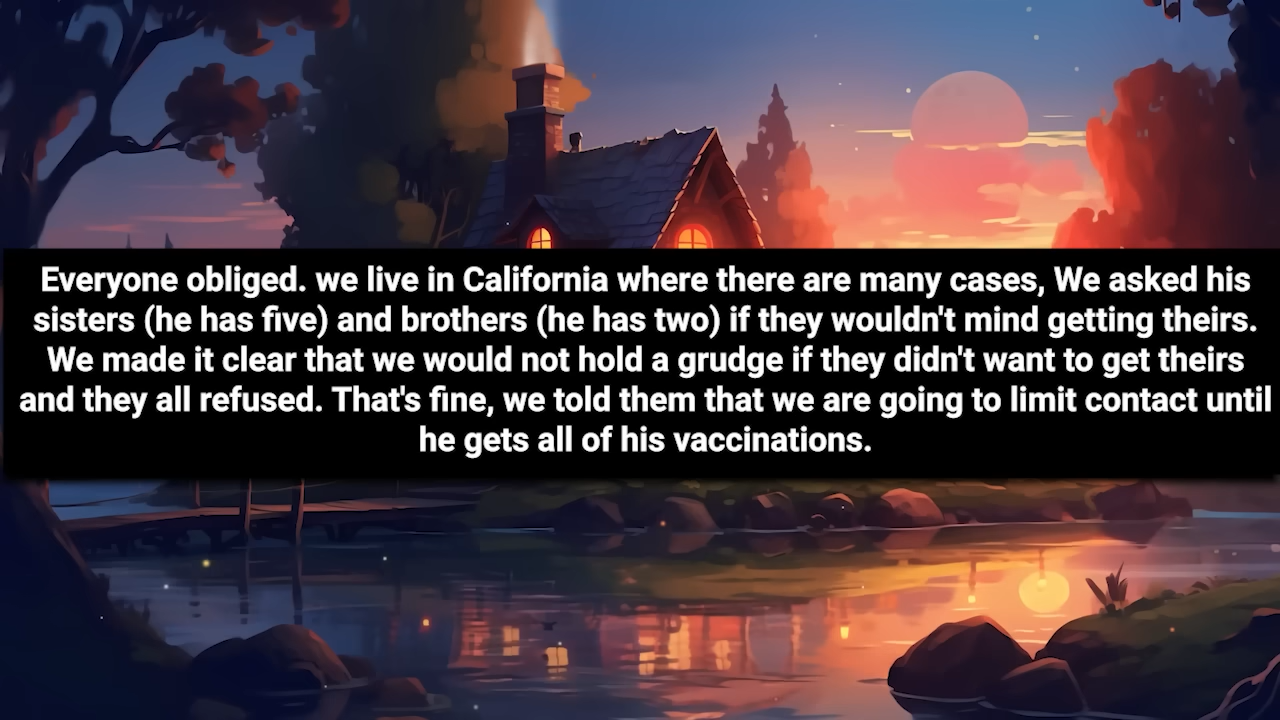 Everyone obliged. we live in California where there are many cases, We asked his
sisters (he has five) and brothers (he has two) if they wouldn't mind getting theirs.
We made it clear that we would not hold a grudge if they didn't want to get theirs
and they all refused. That's fine, we told them that we are going to limit contact until
he gets all of his vaccinations.